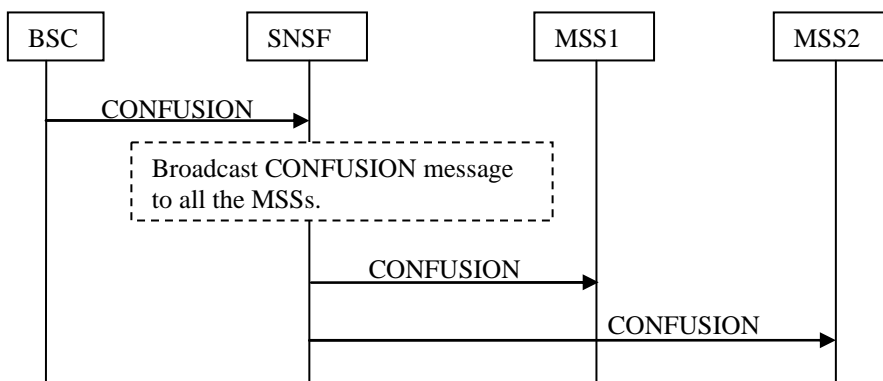 BSC
SNSF
MSS1
MSS2
CONFUSION
Broadcast CONFUSION message
to all the MSSs.
CONFUSION
CONFUSION